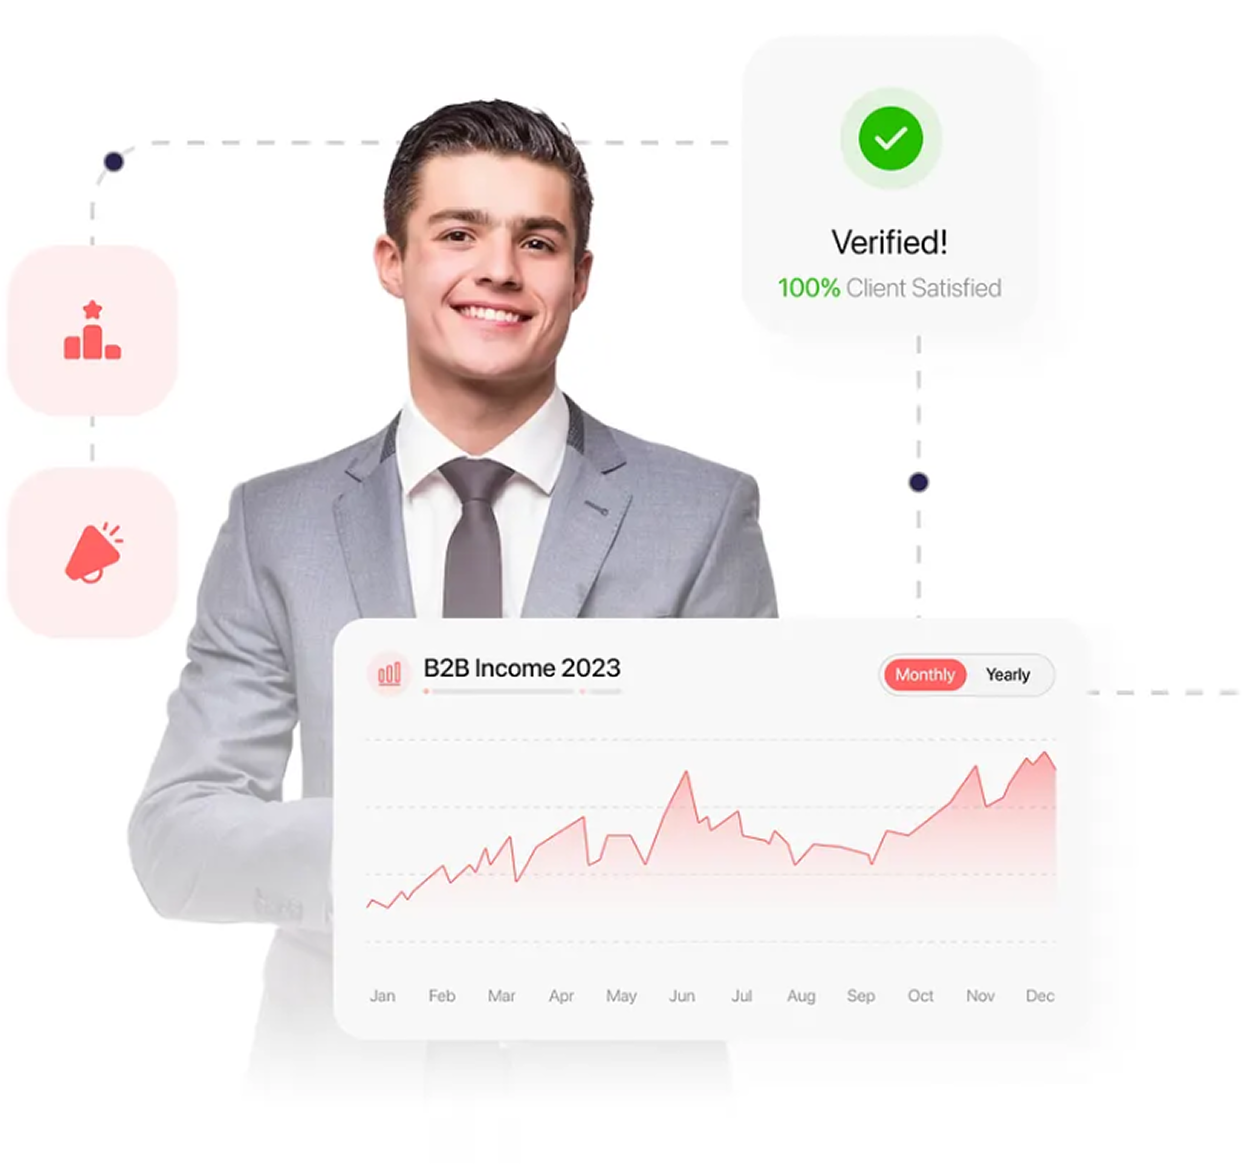 Verified!
100% Client Satisfied
B2B Income 2023
Monthly Yearly
Jan Feb Mar Apr May Jun Jul Aug Sep Oct Nov Dec